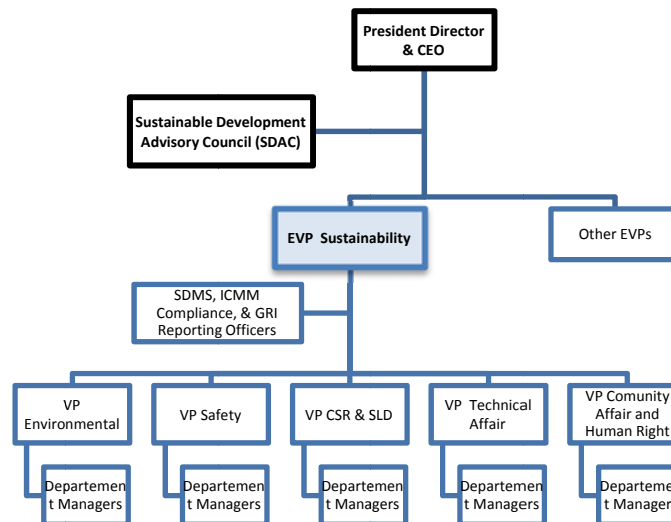 President Director
& CEO
Sustainable Development
Advisory Council (SDAC)
EVP Sustainability
Other EVPs
SDMS, ICMM
Compliance, & GRI
Reporting Officers
VP
Environmental
VP Safety
VP CSR & SLD
VP Technical
Affair
VP Comunity
Affair and
Human Right
Departemen
t Managers
Departemen
t Managers
Departemen
t Managers
Departemen
t Managers
Departemen
t Managers